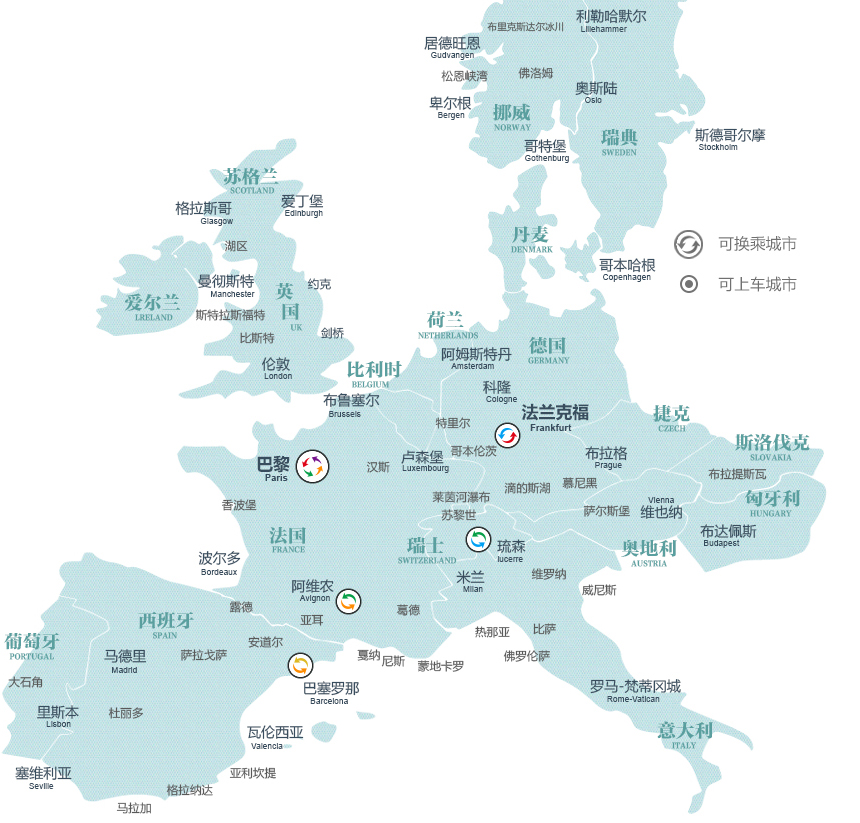 利勒哈默尔
Lillehammer
布里克斯达尔冰川
居德旺恩
Gudvangen
松恩峡湾
佛洛姆
卑尔根
Bergen
奥斯陆
Oslo
挪威
NORWAY
瑞典
SWEDEN
斯德哥尔摩
Stockholm
哥特堡
Gothenburg
苏格兰
SCOTLAND
格拉斯哥
Glasgow
爱丁堡
Edinburgh
湖区
丹麦
DENMARK
可换乘城市
哥本哈根
Copenhagen
可上车城市
曼彻斯特
Manchester
约克
爱尔兰
LRELAND
英
国
UK
斯特拉斯福特
比斯特
剑桥
伦敦
London
荷兰
NETHERLANDS
阿姆斯特丹
Amsterdam
德国
GERMANY
比利时
BELGIUM
布鲁塞尔
Brussels
科隆
Cologne
法兰克福
Frankfurt
特里尔
哥本伦茨
捷克
CZECH
斯洛伐克
SLOVAKIA
布拉格
Prague
布拉提斯瓦
巴黎
Paris
汉斯
卢森堡
Luxembourg
滴的斯湖
慕尼黑
匈牙利
HUNGARY
香波堡
莱茵河瀑布
苏黎世
萨尔斯堡
Vienna
维也纳
布达佩斯
Budapest
法国
FRANCE
瑞士
SWITZERLAND
琉森
lucerre
奥地利
AUSTRIA
波尔多
Bordeaux
米兰
Milan
维罗纳
威尼斯
阿维农
Avignon
露德
亚耳
葛德
西班牙
SPAIN
葡萄牙
PORTUGAL
安道尔
热那亚
比萨
马德里
Madrid
萨拉戈萨
戛纳
尼斯
蒙地卡罗
佛罗伦萨
大石角
巴塞罗那
Barcelona
罗马-梵蒂冈城
Rome-Vatican
里斯本
Lisbon
杜丽多
瓦伦西亚
Valencia
意大利
ITALY
塞维利亚
Seville
亚利坎提
格拉纳达
马拉加